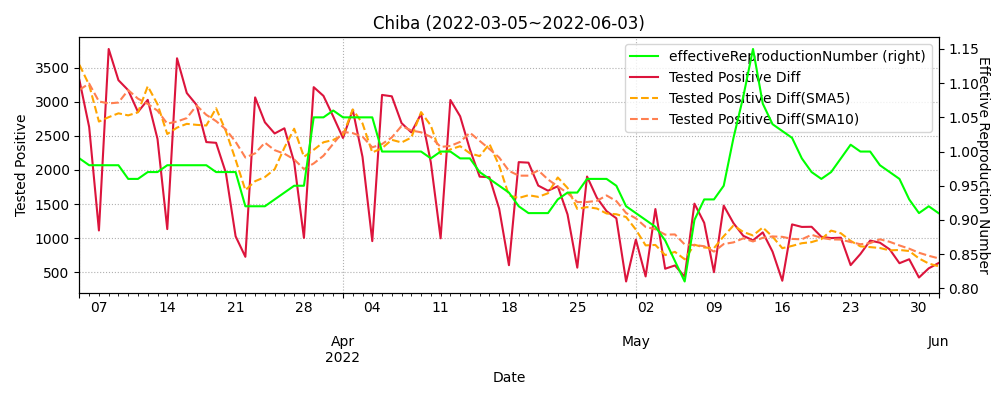 Chiba (2022-03-05~2022-06-03)
effectiveReproductionNumber (right)
Tested Positive Diff
Tested Positive Diff(SMA5)
Tested Positive Diff(SMA10)
Tested Positive
3500
3000
2500
2000
1500
1000
500
Effective Reproduction Number
1.15
1.10
1.05
1.00
0.95
0.90
0.85
0.80
07 14 21 28 04 11 18 25 02 09 16 23 30
Apr May Jun
2022
Date